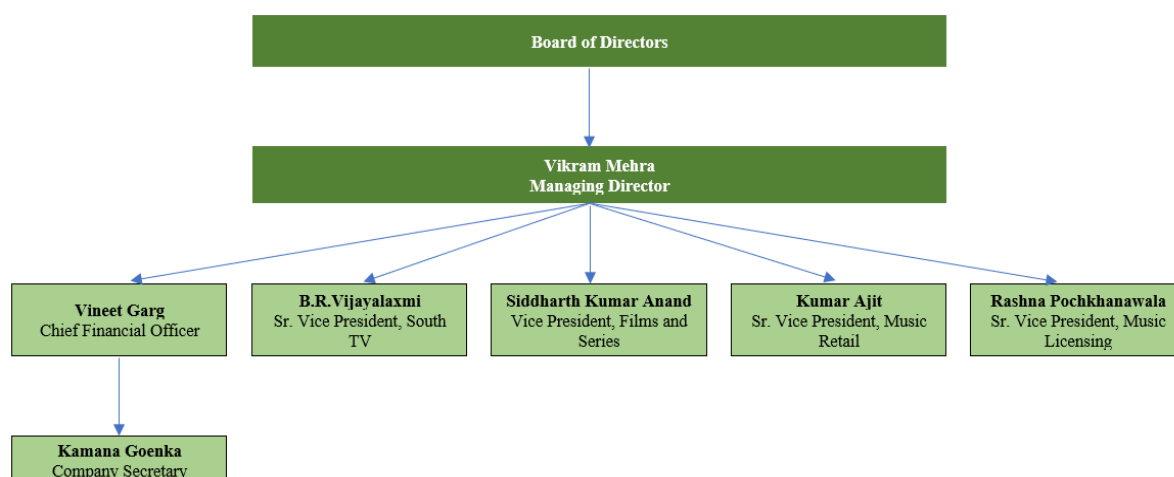 Board of Directors
Vikram Mehra
Managing Director
Vineet Garg
Chief Financial Officer
B.R.Vijayalaxmi
Sr. Vice President, South
TV
Siddharth Kumar Anand
Vice President, Films and
Series
Kumar Ajit
Sr. Vice President, Music
Retail
Rashna Pochkhanawala
Sr. Vice President, Music
Licensing
Kamana Goenka
Company Secretary